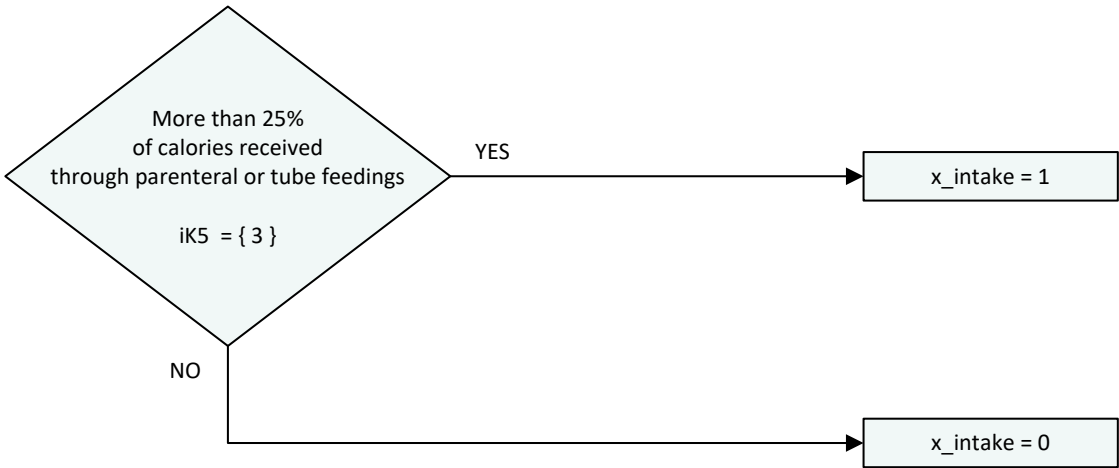 More than 25%
of calories received
through parenteral or tube feedings
iK5 = { 3 }
YES
x_intake = 1
NO
x_intake = 0